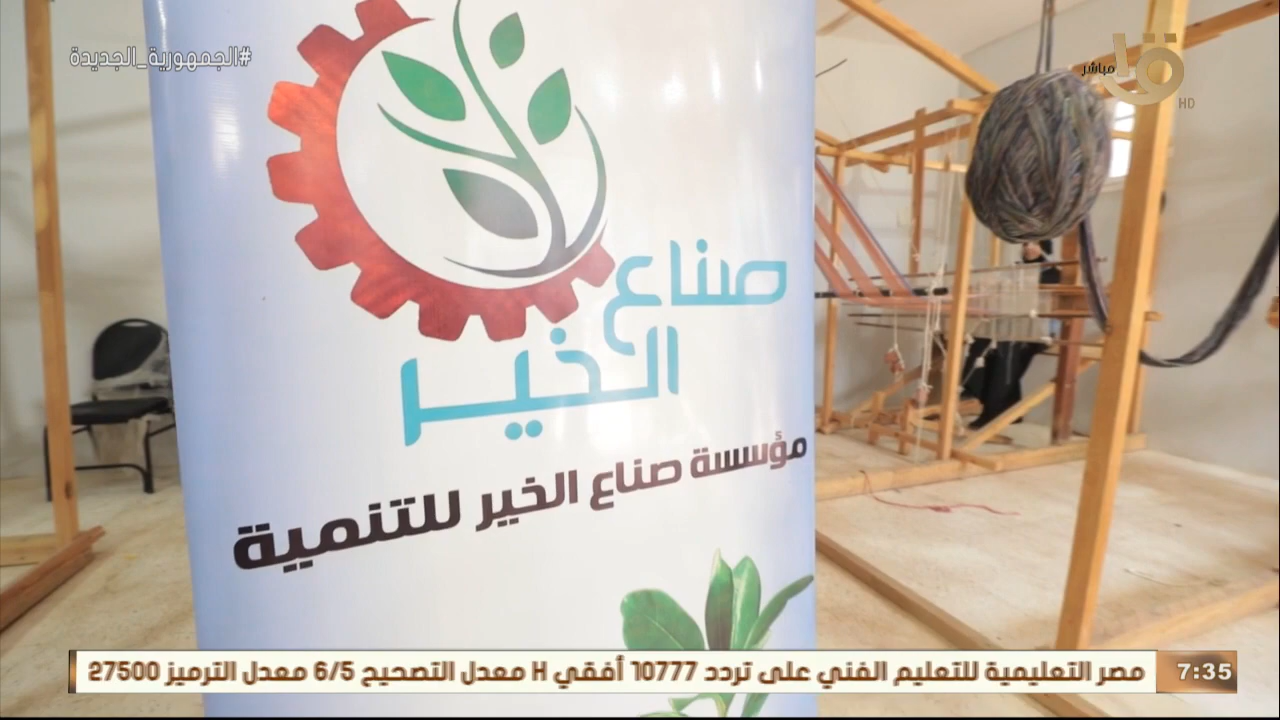 #الجمهورية_الجديدة
مباشر
HD
صناع
الخير
مؤسسة صناع الخير للتنمية
مصر التعليمية للتعليم الفني على تردد 10777 أفقي H معدل التصحيح 6/5 معدل الترميز 27500
7:35